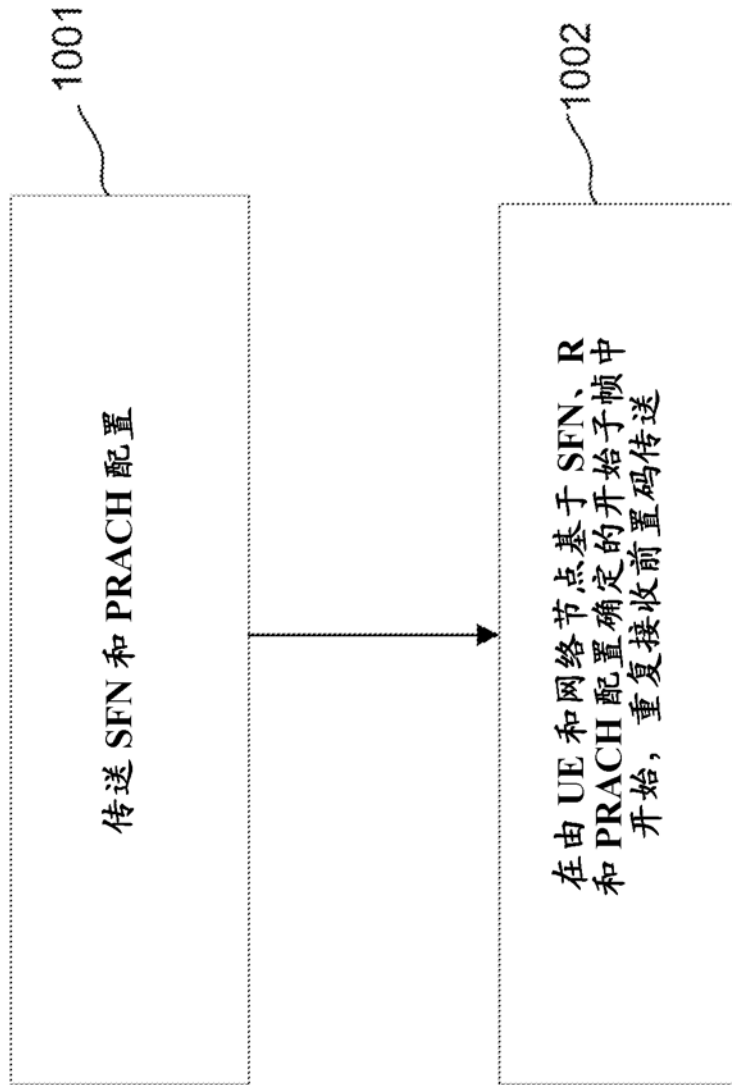 1001
传送 SFN 和 PRACH 配置
1002
在由 UE 和网络节点基于 SFN、R
和 PRACH 配置确定的开始子帧中
开始，重复接收前置码传送